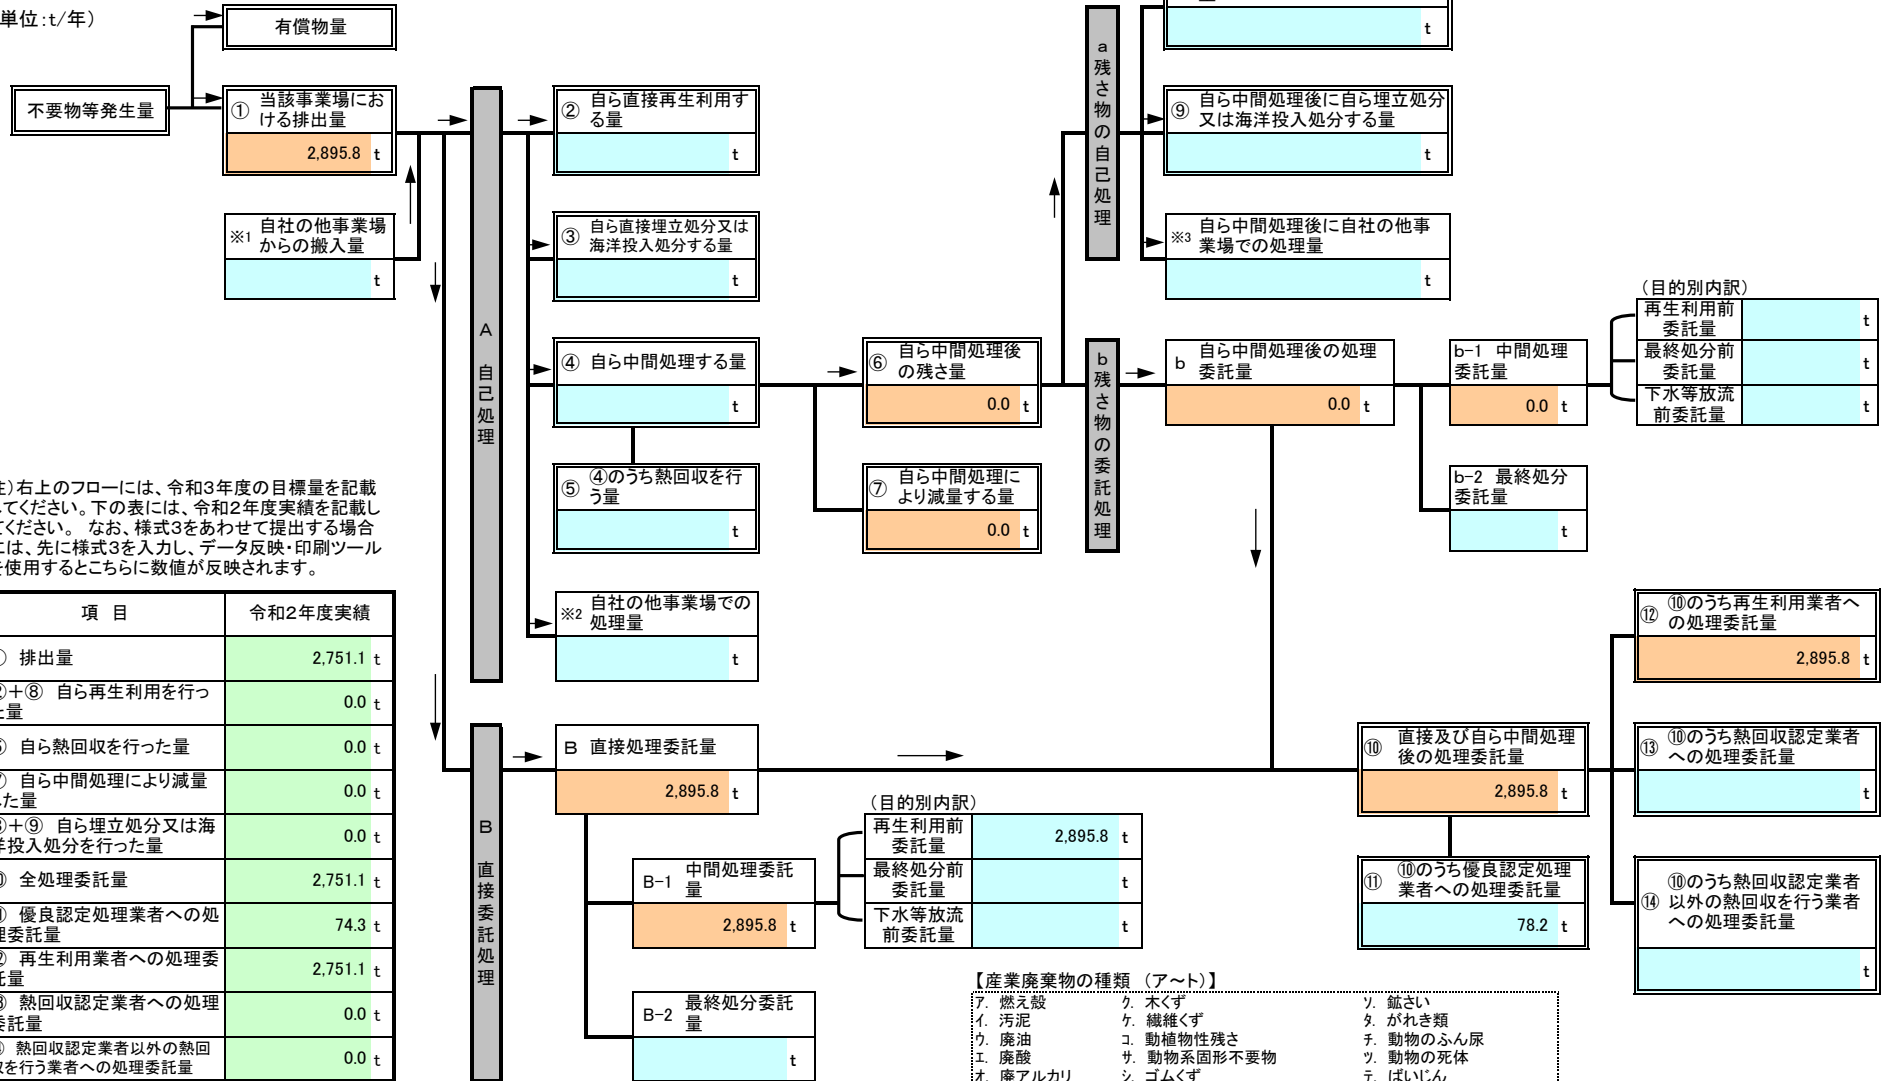 単位:t/年)
有償物量
不要物等発生量
① 当該事業場にお
ける排出量
2,895.8 t
※1 自社の他事業場
からの搬入量
t
A 自己処理
② 自ら直接再生利用す
る量
t
③ 自ら直接埋立処分又は
海洋投入処分する量
t
④ 自ら中間処理する量
t
⑤ ④のうち熱回収を行
う量
t
※2 自社の他事業場での
処理量
t
⑥ 自ら中間処理後
の残さ量
0.0 t
⑦ 自ら中間処理に
より減量する量
0.0 t
a 残さ物の自己処理
t
⑨ 自ら中間処理後に自ら埋立処分
又は海洋投入処分する量
t
※3 自ら中間処理後に自社の他事
業場での処理量
t
b 残さ物の委託処理
b 自ら中間処理後の処理
委託量
0.0 t
b-1 中間処理
委託量
0.0 t
b-2 最終処分
委託量
t
(目的別内訳)
再生利用前
委託量 t
最終処分前
委託量 t
下水等放流
前委託量 t
)右上のフローには、令和3年度の目標量を記載
してください。下の表には、令和2年度実績を記載し
てください。 なお、様式3をあわせて提出する場合
には、先に様式3を入力し、データ反映・印刷ツール
を使用するとこちらに数値が反映されます。
項 目 令和2年度実績
排出量 2,751.1 t
+⑧ 自ら再生利用を行っ
た量 0.0 t
自ら熱回収を行った量 0.0 t
自ら中間処理により減量
した量 0.0 t
+⑨ 自ら埋立処分又は海
洋投入処分を行った量 0.0 t
全処理委託量 2,751.1 t
優良認定処理業者への処
理委託量 74.3 t
再生利用業者への処理委
託量 2,751.1 t
熱回収認定業者への処理
委託量 0.0 t
熱回収認定業者以外の熱回
収を行う業者への処理委託量 0.0 t
B 直接委託処理
B 直接処理委託量
2,895.8 t
B-1 中間処理委託
量
2,895.8 t
B-2 最終処分委託
量
t
(目的別内訳)
再生利用前
委託量 2,895.8 t
最終処分前
委託量 t
下水等放流
前委託量 t
⑩ 直接及び自ら中間処理
後の処理委託量
2,895.8 t
⑪ ⑩のうち優良認定処理
業者への処理委託量
78.2 t
⑫ ⑩のうち再生利用業者へ
の処理委託量
2,895.8 t
⑬ ⑩のうち熱回収認定業者
への処理委託量
t
⑭ ⑩のうち熱回収認定業者
以外の熱回収を行う業者
への処理委託量
t
【産業廃棄物の種類 (ア~ト)】
ア. 燃え殻 ク. 木くず ソ. 鉱さい
イ. 汚泥 ケ. 繊維くず タ. がれき類
ウ. 廃油 コ. 動植物性残さ チ. 動物のふん尿
エ. 廃酸 サ. 動物系固形不要物 ツ. 動物の死体
オ. 廃アルカリ シ. ゴムくず テ. ばいじん